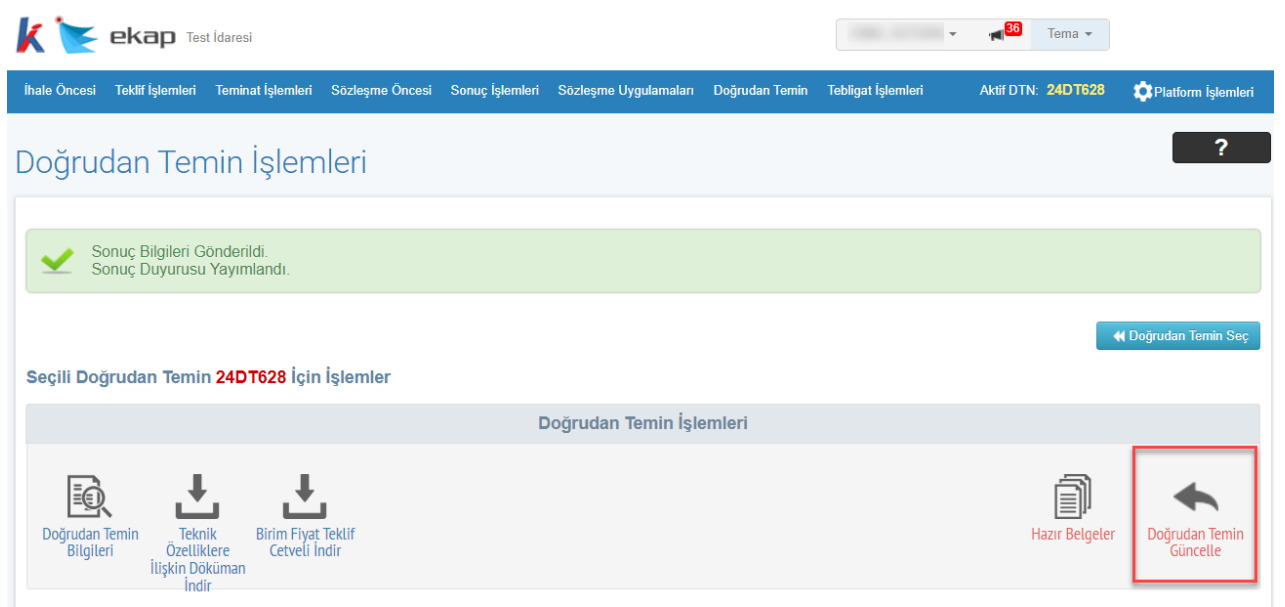 ekap Test İdaresi
36
Tema
İhale Öncesi Teklif İşlemleri Teminat İşlemleri Sözleşme Öncesi Sonuç İşlemleri Sözleşme Uygulamaları Doğrudan Temin Tebligat İşlemleri Aktif DTN: 24DT628 Platform İşlemleri
Doğrudan Temin İşlemleri
?
Sonuç Bilgileri Gönderildi.
Sonuç Duyurusu Yayımlandı.
Doğrudan Temin Seç
Seçili Doğrudan Temin 24DT628 İçin İşlemler
Doğrudan Temin İşlemleri
Doğrudan Temin
Bilgileri
Teknik
Özelliklere
İlişkin Döküman
İndir
Birim Fiyat Teklif
Cetveli İndir
Hazır Belgeler
Doğrudan Temin
Güncelle